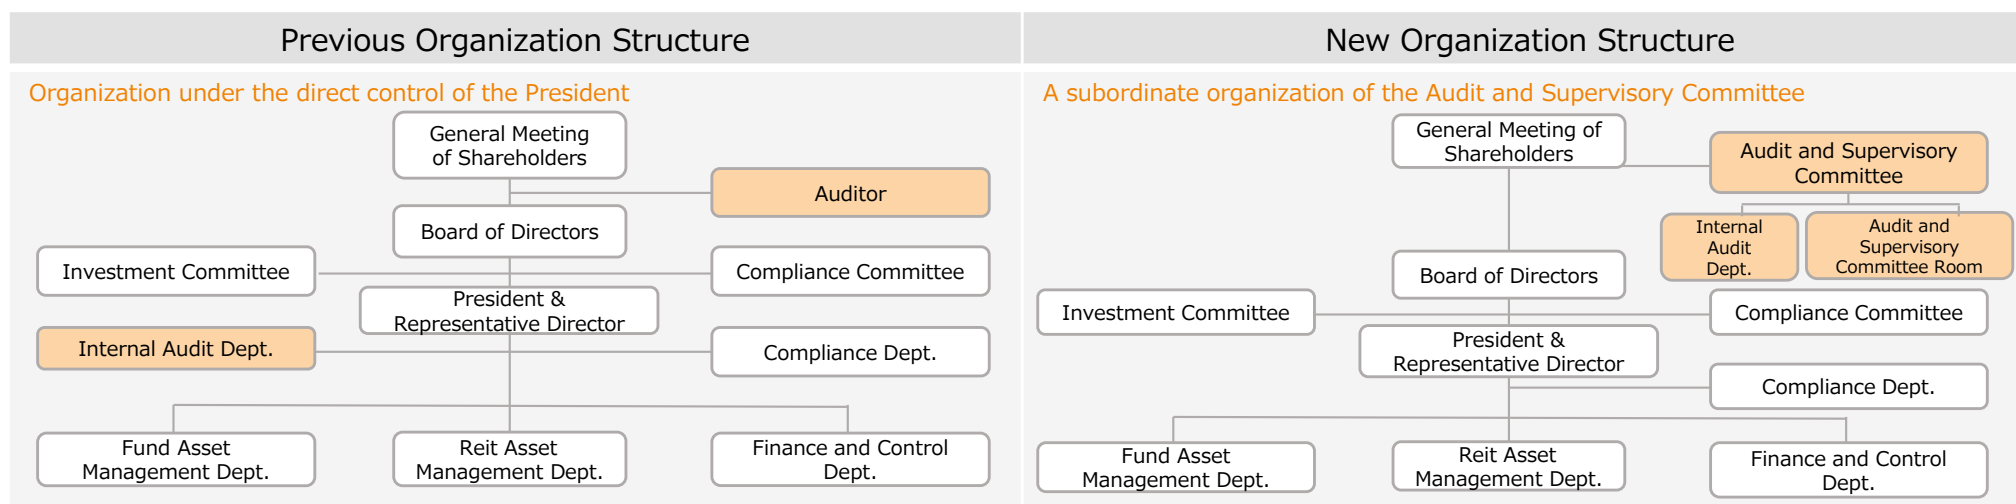 Previous Organization Structure
Organization under the direct control of the President
General Meeting
of Shareholders
Auditor
Board of Directors
Investment Committee
Compliance Committee
President &
Representative Director
Internal Audit Dept.
Compliance Dept.
Fund Asset
Management Dept.
Reit Asset
Management Dept.
Finance and Control
Dept.
New Organization Structure
A subordinate organization of the Audit and Supervisory Committee
General Meeting of
Shareholders
Audit and Supervisory
Committee
Internal
Audit
Dept.
Audit and
Supervisory
Committee Room
Board of Directors
Investment Committee
Compliance Committee
President &
Representative Director
Compliance Dept.
Fund Asset
Management Dept.
Reit Asset
Management Dept.
Finance and Control
Dept.